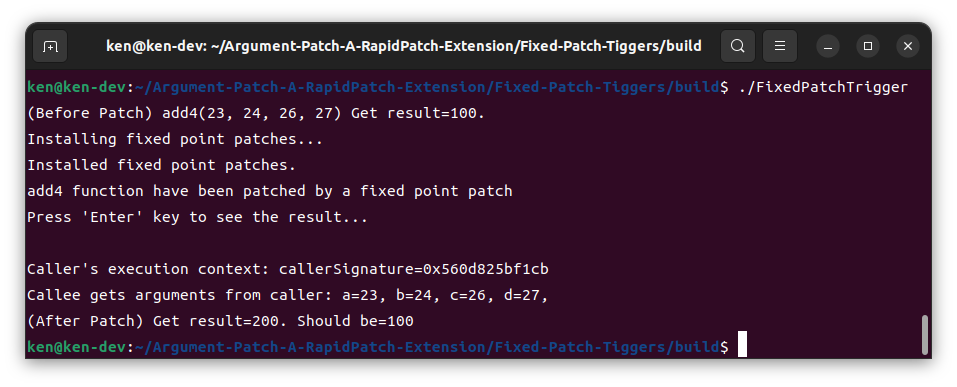 ken@ken-dev: ~/Argument-Patch-A-RapidPatch-Extension/Fixed-Patch-Tiggers/build
ken@ken-dev:~/Argument-Patch-A-RapidPatch-Extension/Fixed-Patch-Tiggers/build$ ./FixedPatchTrigger
(Before Patch) add4(23, 24, 26, 27) Get result=100.
Installing fixed point patches...
Installed fixed point patches.
add4 function have been patched by a fixed point patch
Press 'Enter' key to see the result...
Caller's execution context: callerSignature=0x560d825bf1cb
Callee gets arguments from caller: a=23, b=24, c=26, d=27,
(After Patch) Get result=200. Should be=100
ken@ken-dev:~/Argument-Patch-A-RapidPatch-Extension/Fixed-Patch-Tiggers/build$